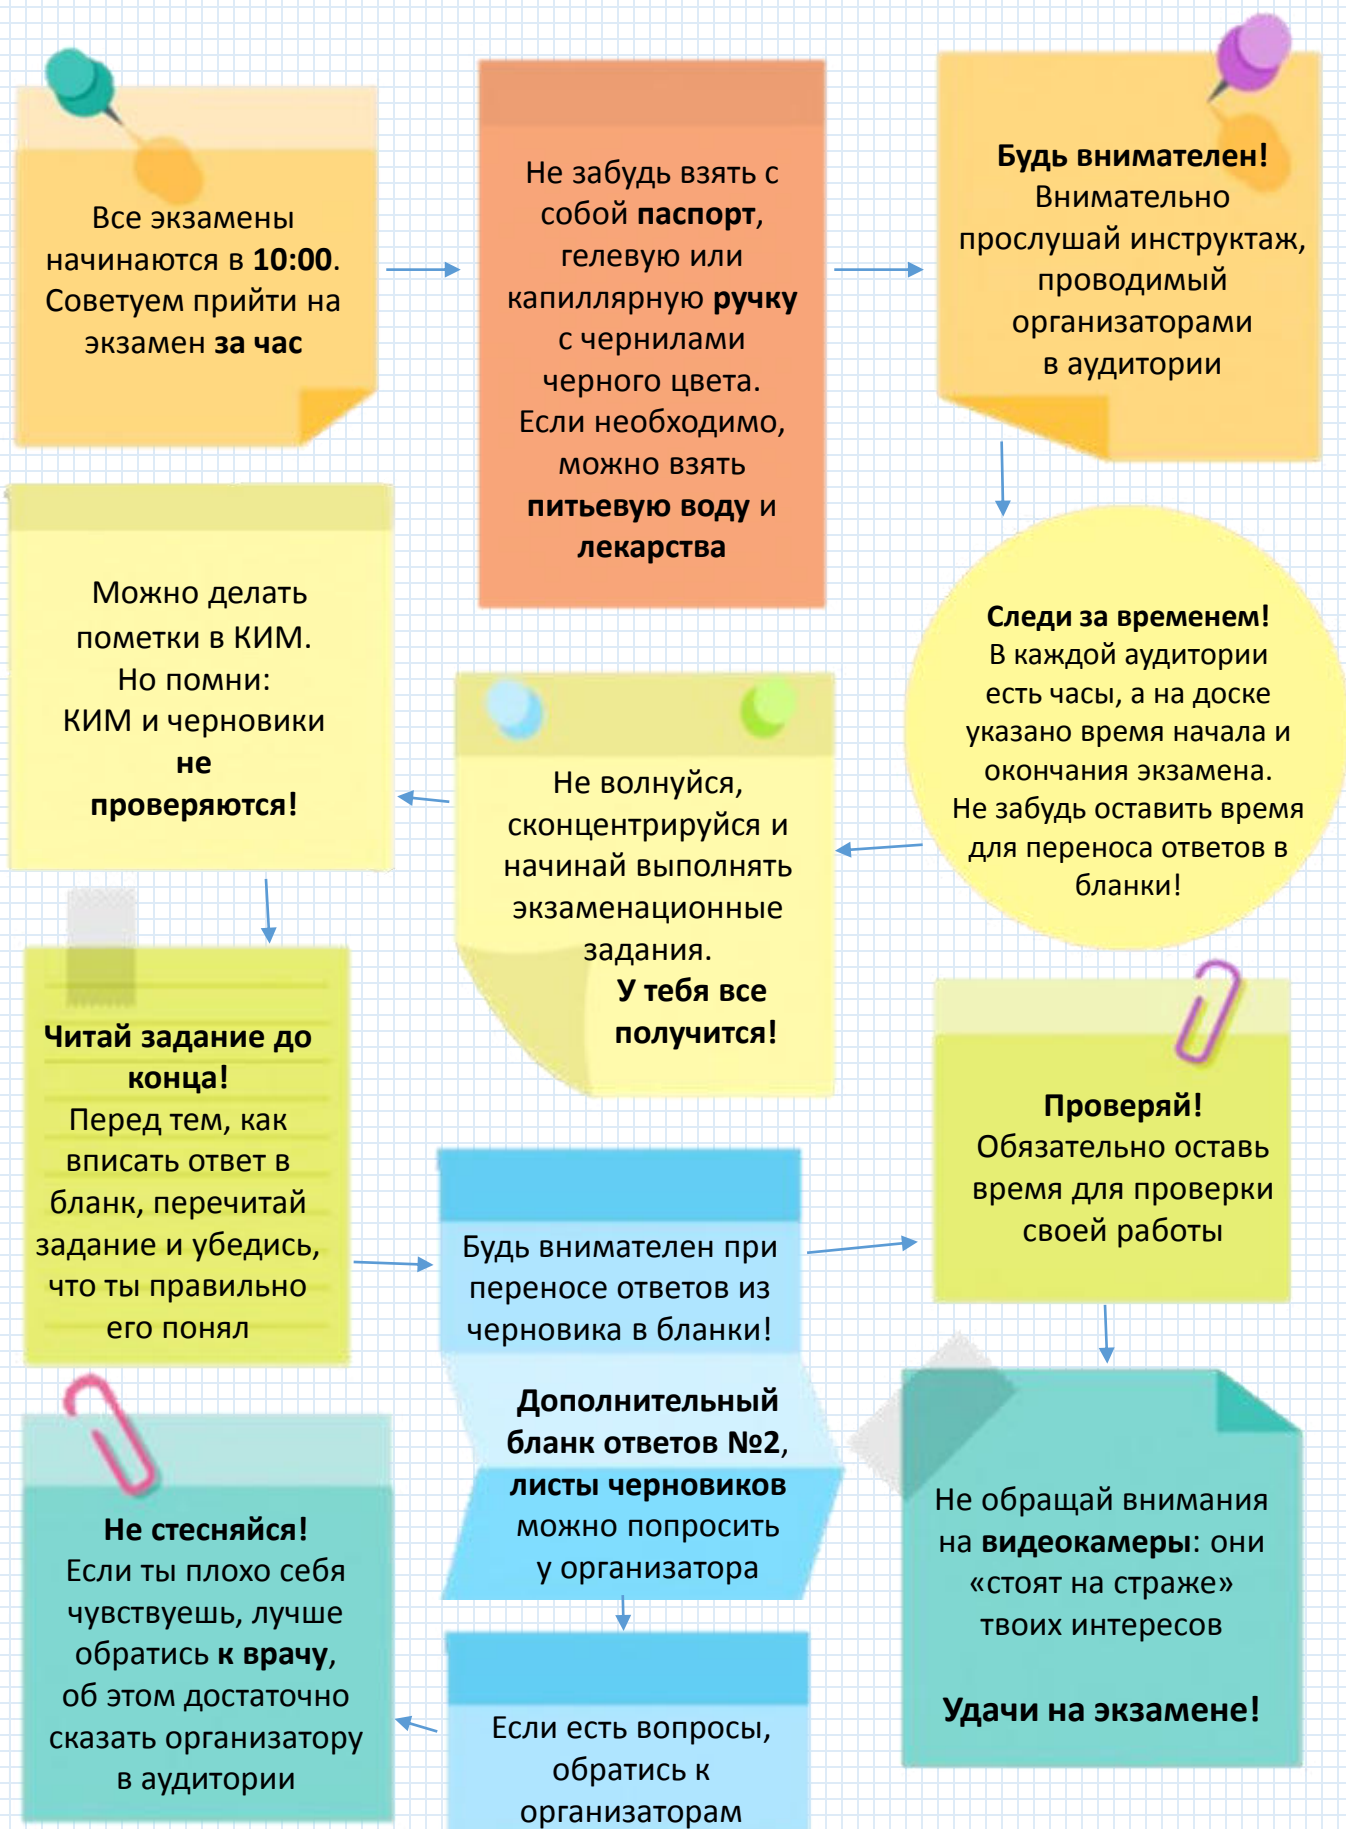 Все экзамены
начинаются в 10:00.
Советуем прийти на
экзамен за час
Не забудь взять с
собой паспорт,
гелевую или
капиллярную ручку
с чернилами
черного цвета.
Если необходимо,
можно взять
питьевую воду и
лекарства
Будь внимателен!
Внимательно
прослушай инструктаж,
проводимый
организаторами
в аудитории
Следи за временем!
В каждой аудитории
есть часы, а на доске
указано время начала и
окончания экзамена.
Не забудь оставить время
для переноса ответов в
бланки!
Не волнуйся,
сконцентрируйся и
начинай выполнять
экзаменационные
задания.
У тебя все
получится!
Можно делать
пометки в КИМ.
Но помни:
КИМ и черновики
не
проверяются!
Читай задание до
конца!
Перед тем, как
вписать ответ в
бланк, перечитай
задание и убедись,
что ты правильно
его понял
Будь внимателен при
переносе ответов из
черновика в бланки!
Дополнительный
бланк ответов №2,
листы черновиков
можно попросить
у организатора
Проверяй!
Обязательно оставь
время для проверки
своей работы
Не обращай внимания
на видеокамеры: они
«стоят на страже»
твоих интересов
Удачи на экзамене!
Если есть вопросы,
обратись к
организаторам
Не стесняйся!
Если ты плохо себя
чувствуешь, лучше
обратись к врачу,
об этом достаточно
сказать организатору
в аудитории